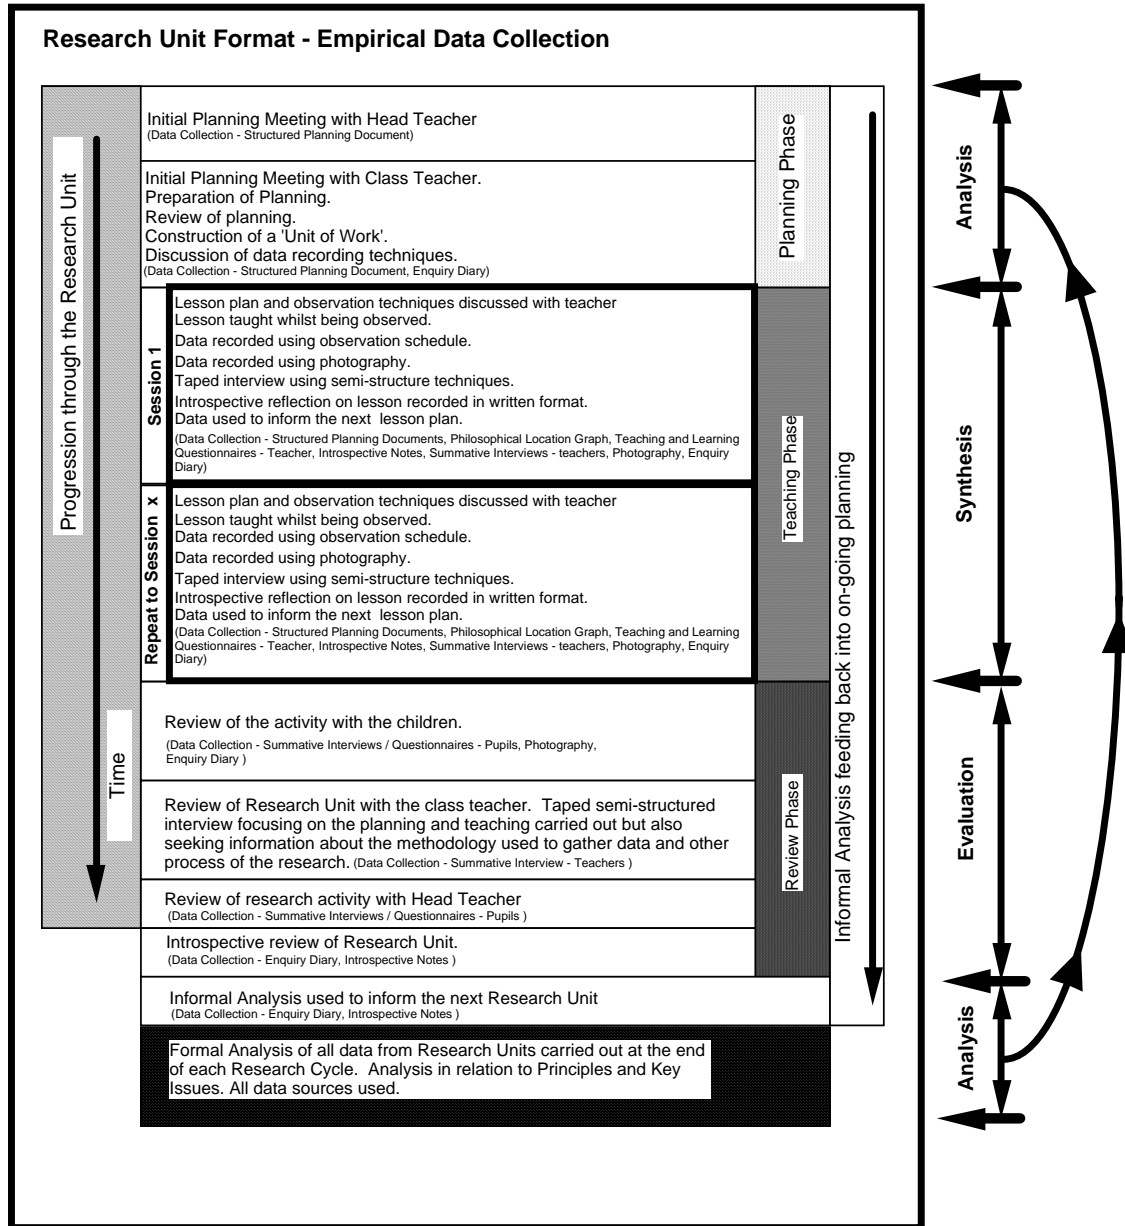 Research Unit Format - Empirical Data Collection
Progression through the Research Unit
Time
Initial Planning Meeting with Head Teacher
(Data Collection - Structured Planning Document)
Initial Planning Meeting with Class Teacher.
Preparation of Planning.
Review of planning.
Construction of a 'Unit of Work'.
Discussion of data recording techniques.
(Data Collection - Structured Planning Document, Enquiry Diary)
Planning Phase
Session 1
Lesson plan and observation techniques discussed with teacher
Lesson taught whilst being observed.
Data recorded using observation schedule.
Data recorded using photography.
Taped interview using semi-structure techniques.
Introspective reflection on lesson recorded in written format.
Data used to inform the next  lesson plan.
(Data Collection - Structured Planning Documents, Philosophical Location Graph, Teaching and Learning
Questionnaires - Teacher, Introspective Notes, Summative Interviews - teachers, Photography, Enquiry
Diary)
Repeat to Session  x
Lesson plan and observation techniques discussed with teacher
Lesson taught whilst being observed.
Data recorded using observation schedule.
Data recorded using photography.
Taped interview using semi-structure techniques.
Introspective reflection on lesson recorded in written format.
Data used to inform the next  lesson plan.
(Data Collection - Structured Planning Documents, Philosophical Location Graph, Teaching and Learning
Questionnaires - Teacher, Introspective Notes, Summative Interviews - teachers, Photography, Enquiry
Diary)
Teaching Phase
Review of the activity with the children.
(Data Collection - Summative Interviews / Questionnaires - Pupils, Photography,
Enquiry Diary )
Review of Research Unit with the class teacher.  Taped semi-structured
interview focusing on the planning and teaching carried out but also
seeking information about the methodology used to gather data and other
process of the research. (Data Collection - Summative Interview - Teachers )
Review of research activity with Head Teacher
(Data Collection - Summative Interviews / Questionnaires - Pupils )
Introspective review of Research Unit.
(Data Collection - Enquiry Diary, Introspective Notes )
Review Phase
Informal Analysis used to inform the next Research Unit
(Data Collection - Enquiry Diary, Introspective Notes )
Informal Analysis feeding back into on-going planning
Formal Analysis of all data from Research Units carried out at the end
of each Research Cycle.  Analysis in relation to Principles and Key
Issues. All data sources used.
Analysis
Synthesis
Evaluation
Analysis